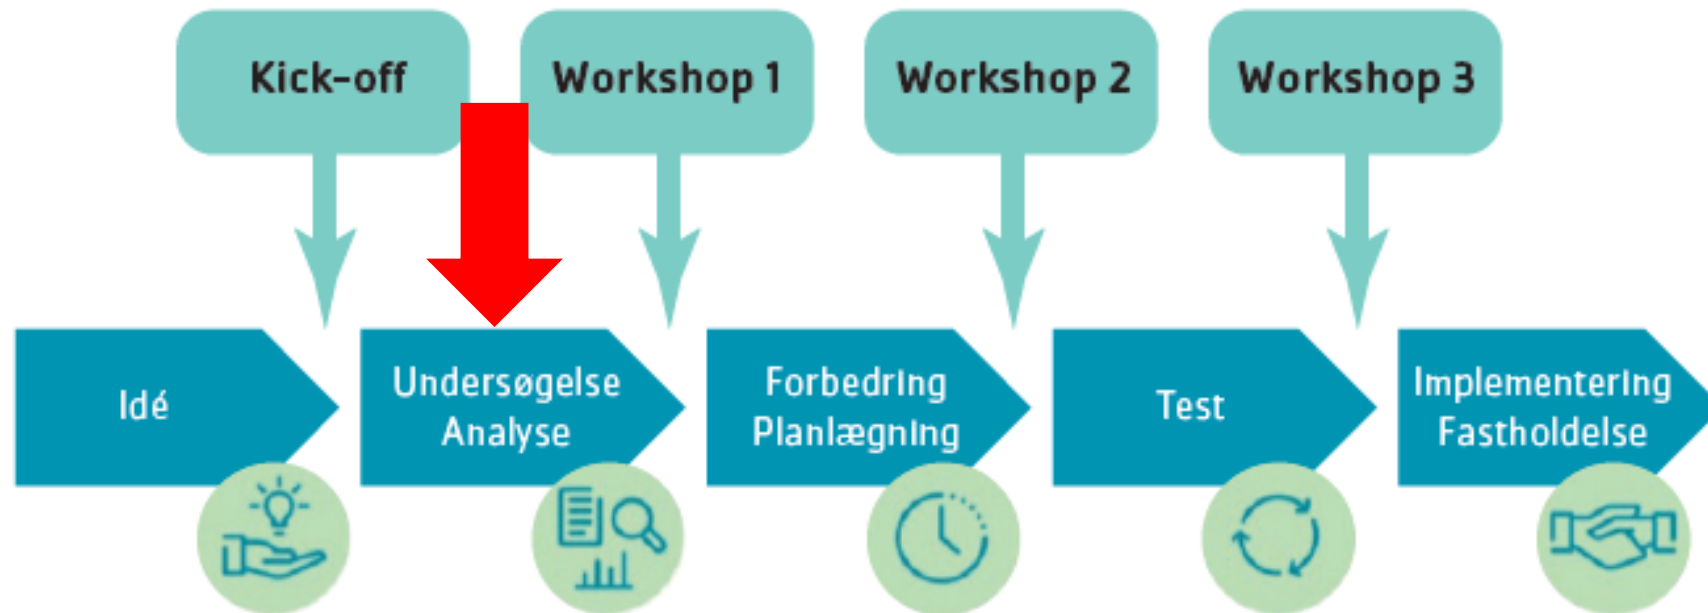 Kick-off
Workshop 1
Workshop 2
Workshop 3
Idé
Undersøgelse
Analyse
Forbedring
Planlægning
Test
Implementering
Fastholdelse